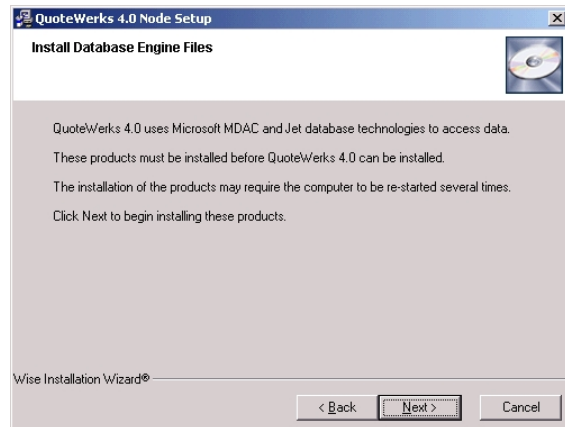 QuoteWerks 4.0 Node Setup
Install Database Engine Files
QuoteWerks 4.0 uses Microsoft MDAC and Jet database technologies to access data.
These products must be installed before QuoteWerks 4.0 can be installed.
The installation of the products may require the computer to be re-started several times.
Click Next to begin installing these products.
Wise Installation Wizard®
< Back Next > Cancel